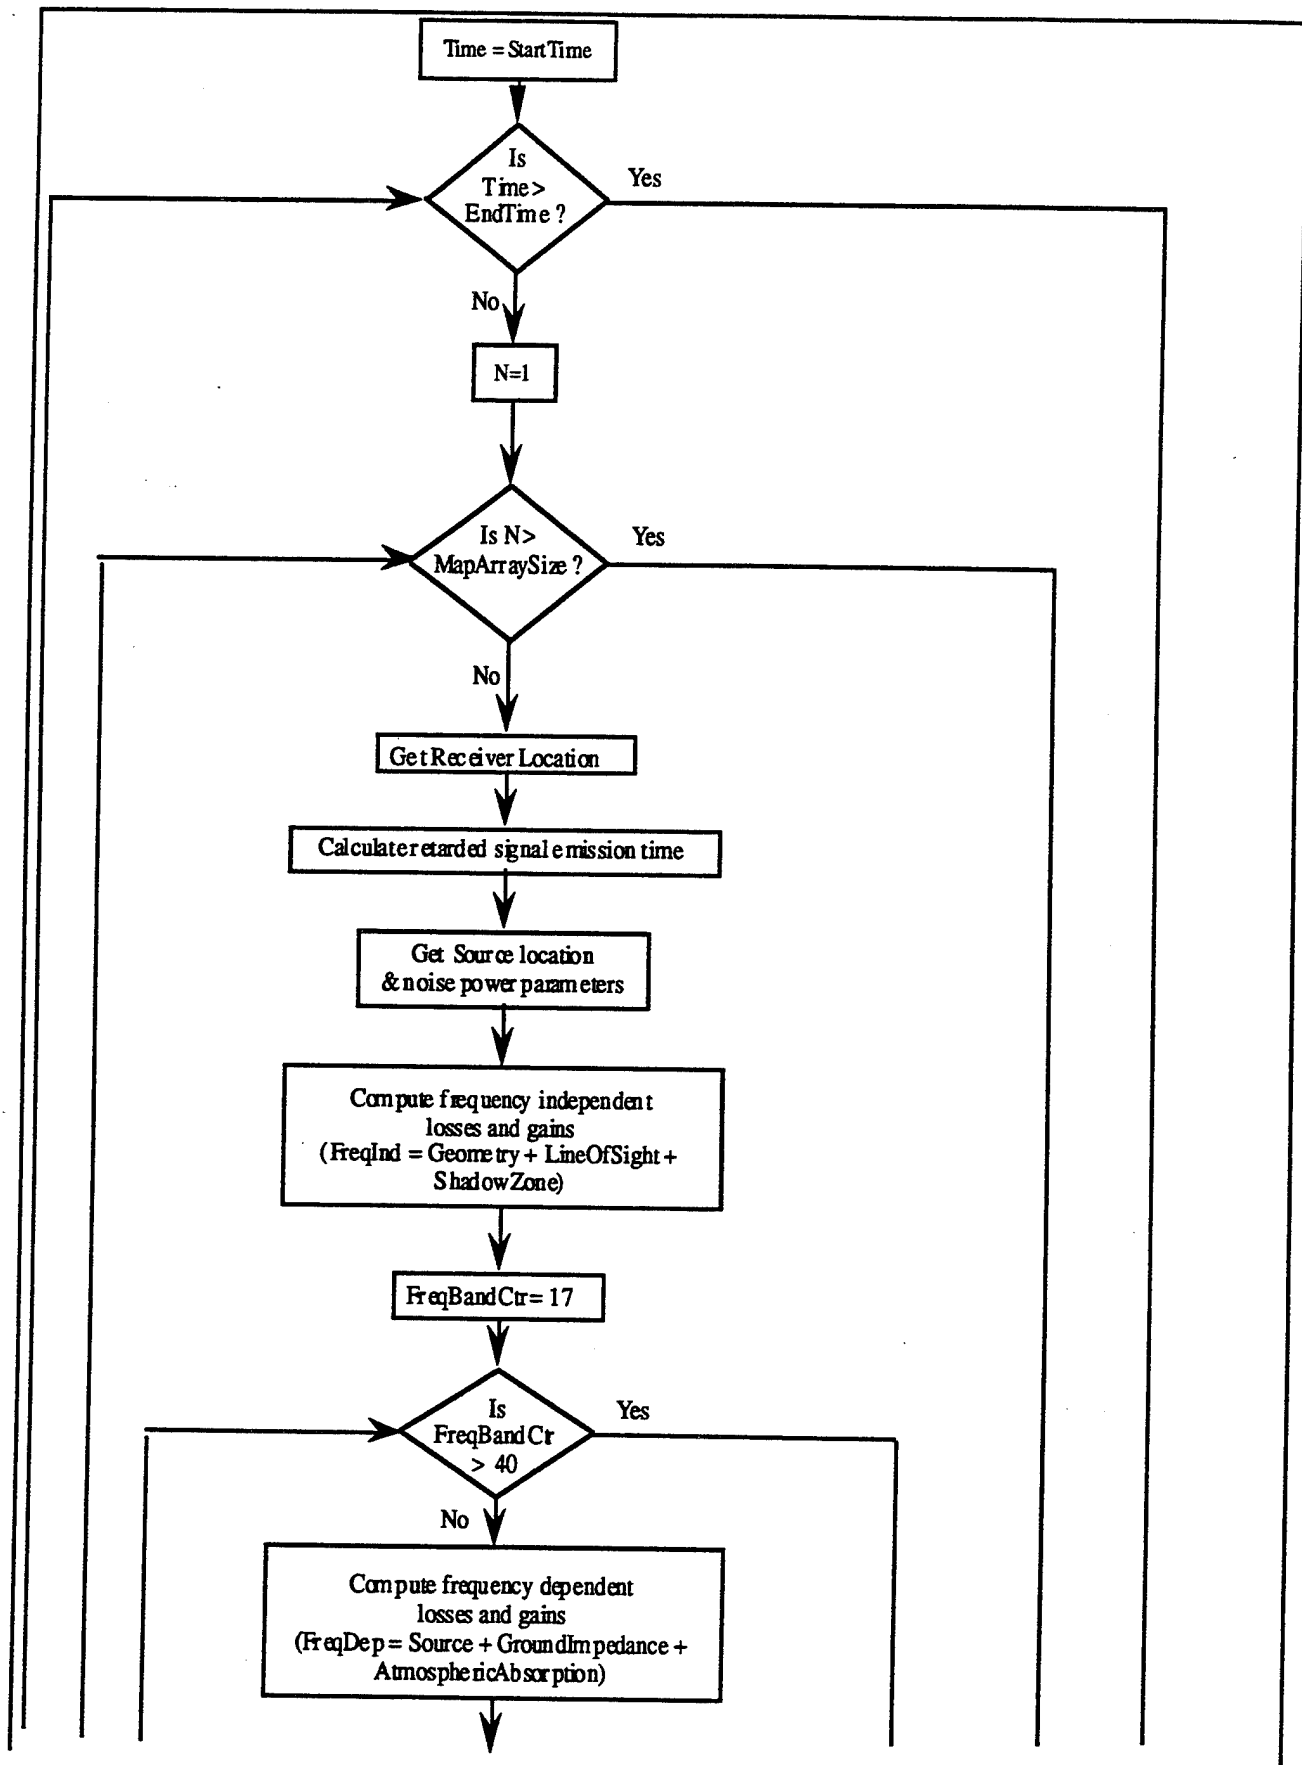 Time = StartTime
Is
Time>
EndTime ?
Yes
No
N=1
Is N>
MapArraySize ?
Yes
No
Get Receiver Location
Calculate retarded signal emission time
Get Source location
& noise power parameters
Compute frequency independent
losses and gains
(FreqInd = Geometry + LineOfSight +
ShadowZone)
FreqBandCtr = 17
Is
FreqBandCtr
> 40
Yes
No
Compute frequency dependent
losses and gains
(FreqDep = Source + GroundImpedance +
AtmosphericAbsorption)